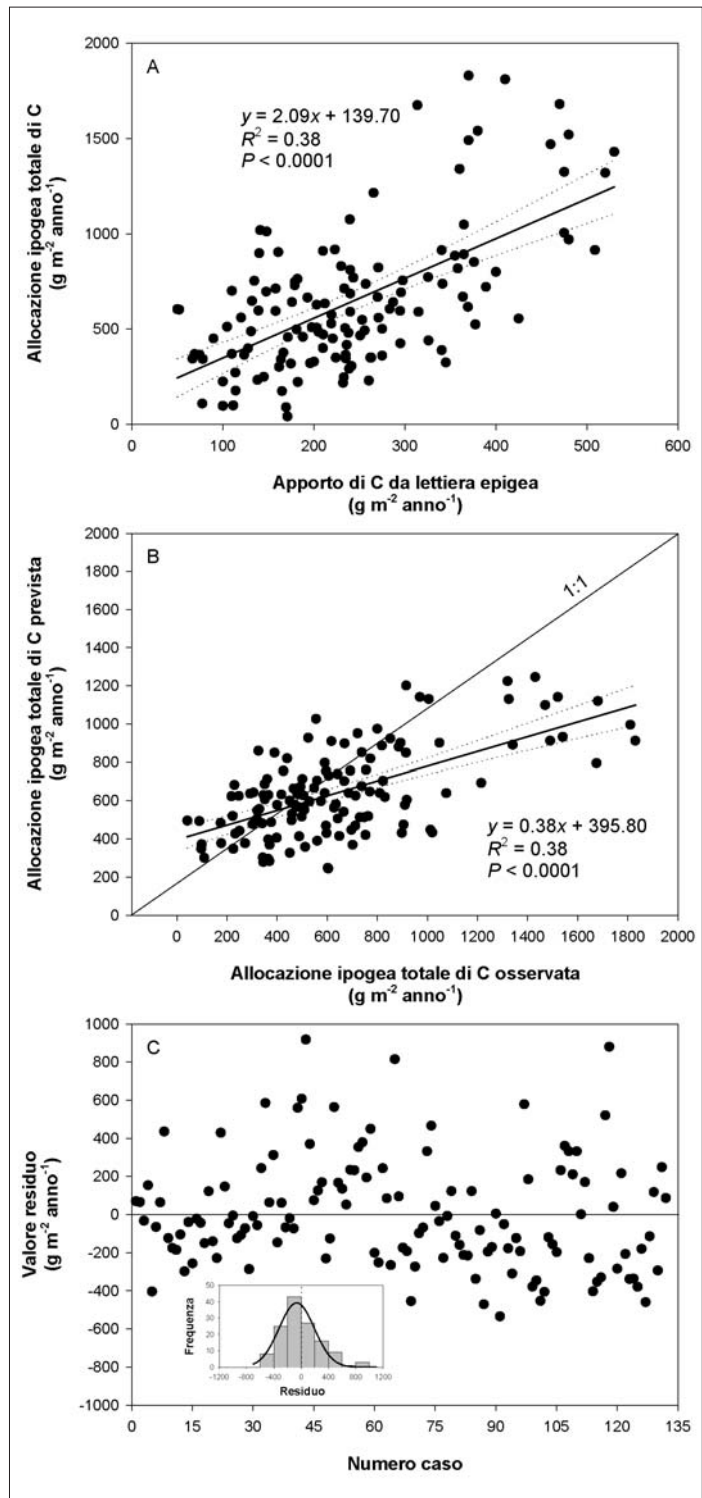 A
2000
1500
1000
500
0
y = 2.09x + 139.70
R² = 0.38
P < 0.0001
Allocazione ipogea totale di C
(g m⁻² anno⁻¹)
0 100 200 300 400 500 600
Apporto di C da lettiera epigea
(g m⁻² anno⁻¹)
B
2000
1800
1600
1400
1200
1000
800
600
400
200
0
1:1
Allocazione ipogea totale di C prevista
(g m⁻² anno⁻¹)
y = 0.38x + 395.80
R² = 0.38
P < 0.0001
0 200 400 600 800 1000 1200 1400 1600 1800 2000
Allocazione ipogea totale di C osservata
(g m⁻² anno⁻¹)
C
1000
800
600
400
200
0
-200
-400
-600
-800
-1000
Valore residuo
(g m⁻² anno⁻¹)
50
40
30
20
10
0
Frequenza
-1200 -800 -400 0 400 800 1200
Residuo
0 15 30 45 60 75 90 105 120 135
Numero caso